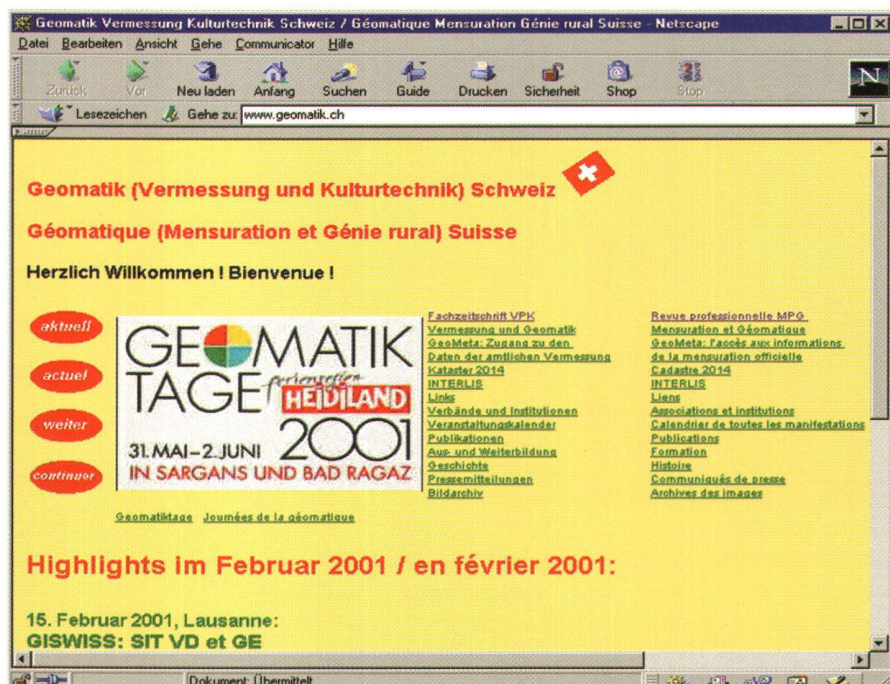 Geomatik Vermessung Kulturtechnik Schweiz / Géomatique Mensuration Génie rural Suisse - Netscape
Datei Bearbeiten Ansicht Gehe Communicator Hilfe
Zurück Vor Neu laden Anfang Suchen Guide Drucken Sicherheit Shop Stop
N
Lesezeichen Gehe zu: www.geomatik.ch
Geomatik (Vermessung und Kulturtechnik) Schweiz
Géomatique (Mensuration et Génie rural) Suisse
Herzlich Willkommen ! Bienvenue !
aktuell
actuel
weiter
continuer
GEOMATIK
TAGE ferienregion
HEIDILAND
31. MAI–2. JUNI 2001
IN SARGANS UND BAD RAGAZ
Fachzeitschrift VPK
Vermessung und Geomatik
GeoMeta: Zugang zu den
Daten der amtlichen Vermessung
Kataster 2014
INTERLIS
Links
Verbände und Institutionen
Veranstaltungskalender
Publikationen
Aus- und Weiterbildung
Geschichte
Pressemitteilungen
Bildarchiv
Revue professionnelle MPG
Mensuration et Géomatique
GeoMeta: l'accès aux informations
de la mensuration officielle
Cadastre 2014
INTERLIS
Liens
Associations et institutions
Calendrier de toutes les manifestations
Publications
Formation
Histoire
Communiqués de presse
Archives des images
Geomatiktage Journées de la géomatique
Highlights im Februar 2001 / en février 2001:
15. Februar 2001, Lausanne:
GISWISS: SIT VD et GE
Dokument: Übermittelt